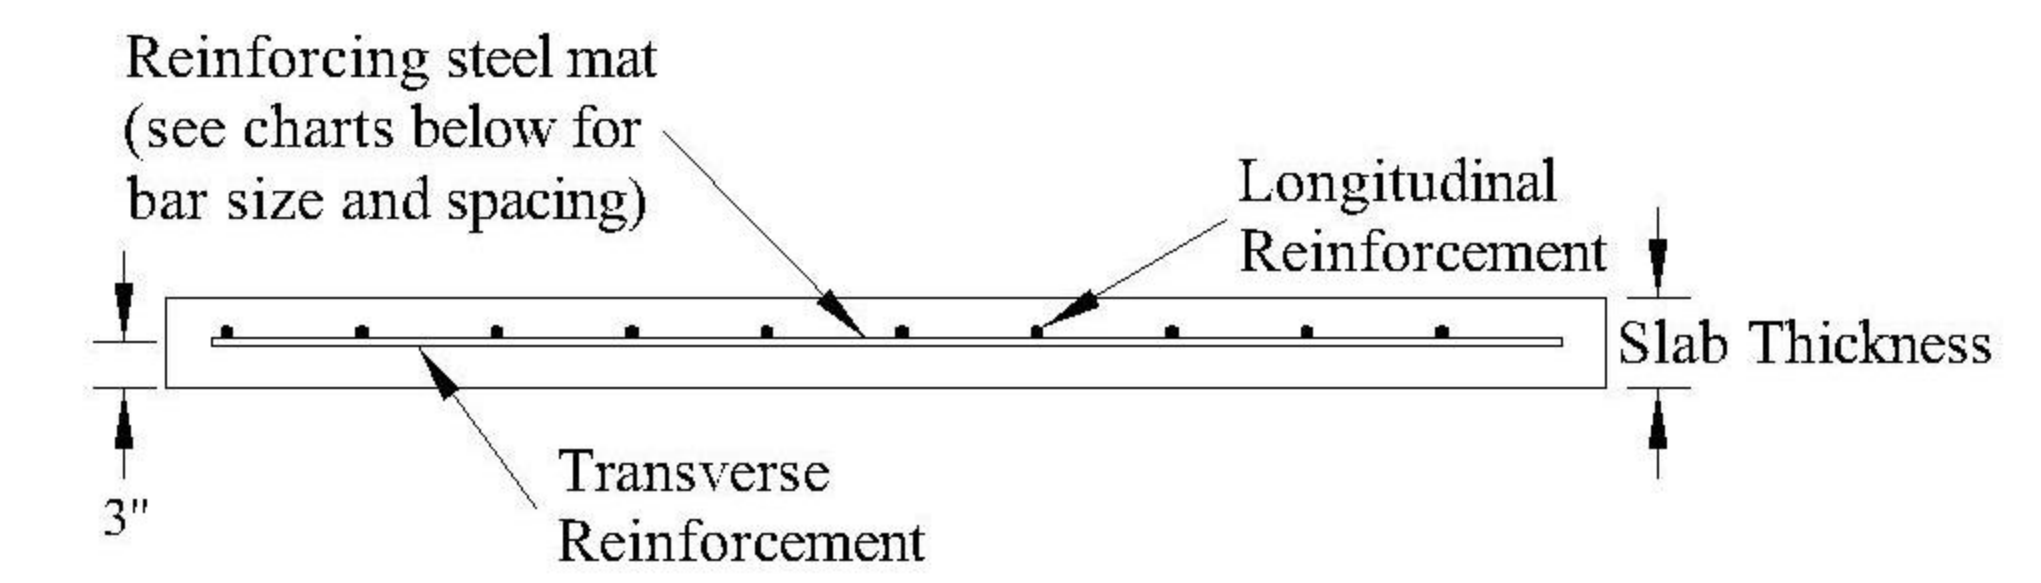 Reinforcing steel mat
(see charts below for
bar size and spacing)
Longitudinal
Reinforcement
Slab Thickness
3"
Transverse
Reinforcement